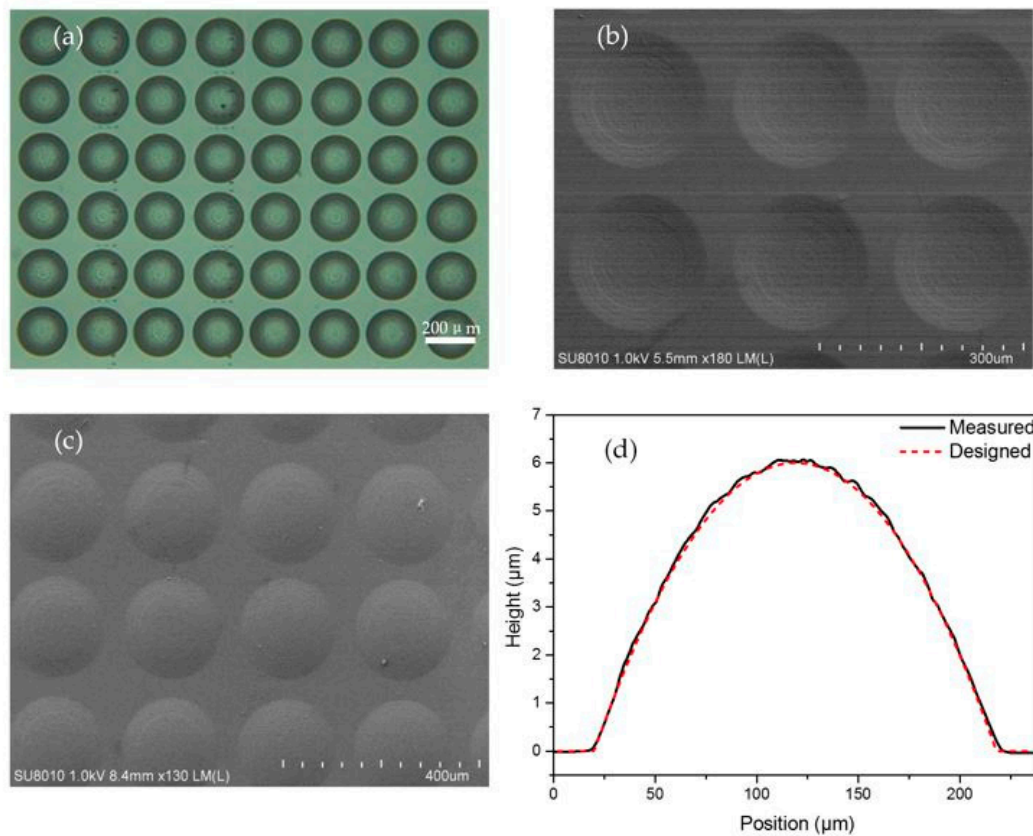 (a)
200 μm
(b)
SU8010 1.0kV 5.5mm x180 LM(L)
300um
(c)
SU8010 1.0kV 8.4mm x130 LM(L)
400um
(d)
Measured
Designed
7
6
5
4
3
2
1
0
Height (μm)
0
50
100
150
200
Position (μm)